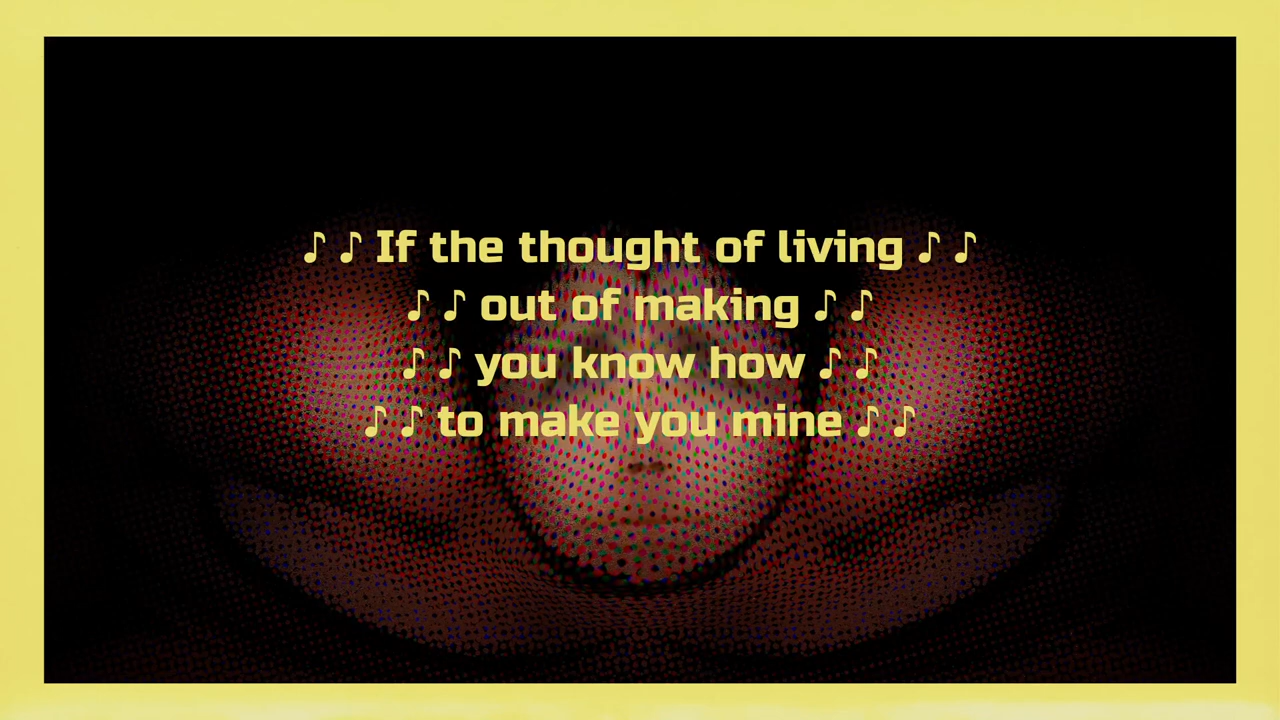 ♪ ♪ If the thought of living ♪ ♪
♪ ♪ out of making ♪ ♪
♪ ♪ you know how ♪ ♪
♪ ♪ to make you mine ♪ ♪